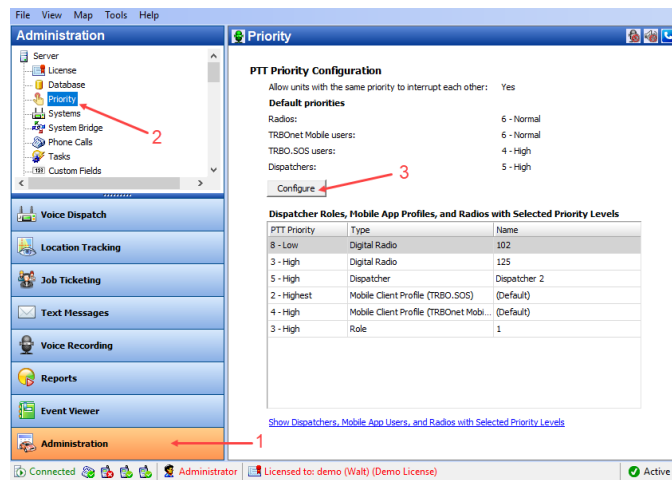 File View Map Tools Help
Administration
Server
License
Database
Priority
Systems
System Bridge
Phone Calls
Tasks
Custom Fields
2
Voice Dispatch
Location Tracking
Job Ticketing
Text Messages
Voice Recording
Reports
Event Viewer
Administration
1
Priority
PTT Priority Configuration
Allow units with the same priority to interrupt each other: Yes
Default priorities
Radios: 6 - Normal
TRBOnet Mobile users: 6 - Normal
TRBO.SOS users: 4 - High
Dispatchers: 5 - High
3
Configure
Dispatcher Roles, Mobile App Profiles, and Radios with Selected Priority Levels
PTT Priority Type Name
8 - Low Digital Radio 102
3 - High Digital Radio 125
5 - High Dispatcher Dispatcher 2
2 - Highest Mobile Client Profile (TRBO.SOS) (Default)
4 - High Mobile Client Profile (TRBOnet Mobi... (Default)
3 - High Role 1
Show Dispatchers, Mobile App Users, and Radios with Selected Priority Levels
Connected Administrator Licensed to: demo (Walt) (Demo License) Active